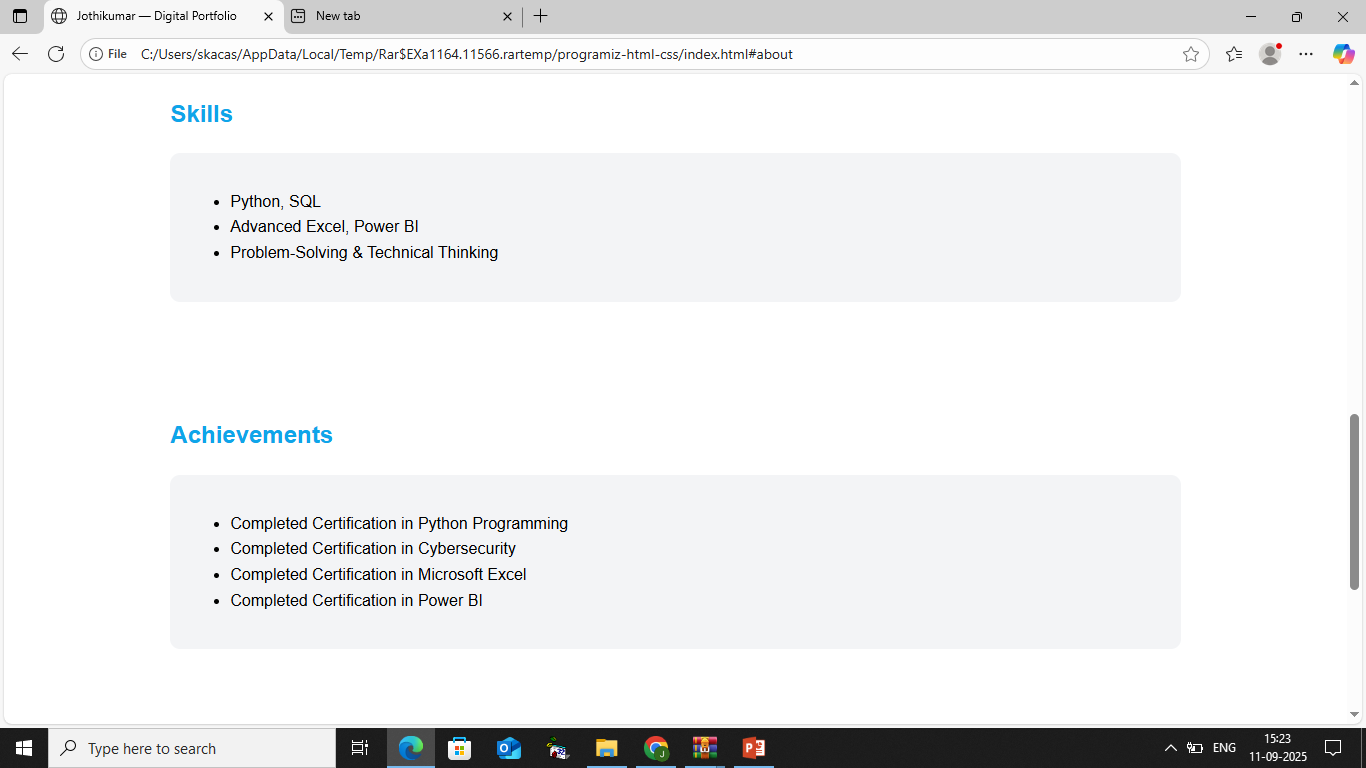 Jothikumar — Digital Portfolio
New tab
File
C:/Users/skacas/AppData/Local/Temp/Rar$EXa1164.11566.rartemp/programiz-html-css/index.html#about
Skills
Python, SQL
Advanced Excel, Power BI
Problem-Solving & Technical Thinking
Achievements
Completed Certification in Python Programming
Completed Certification in Cybersecurity
Completed Certification in Microsoft Excel
Completed Certification in Power BI
Type here to search
ENG
15:23
11-09-2025